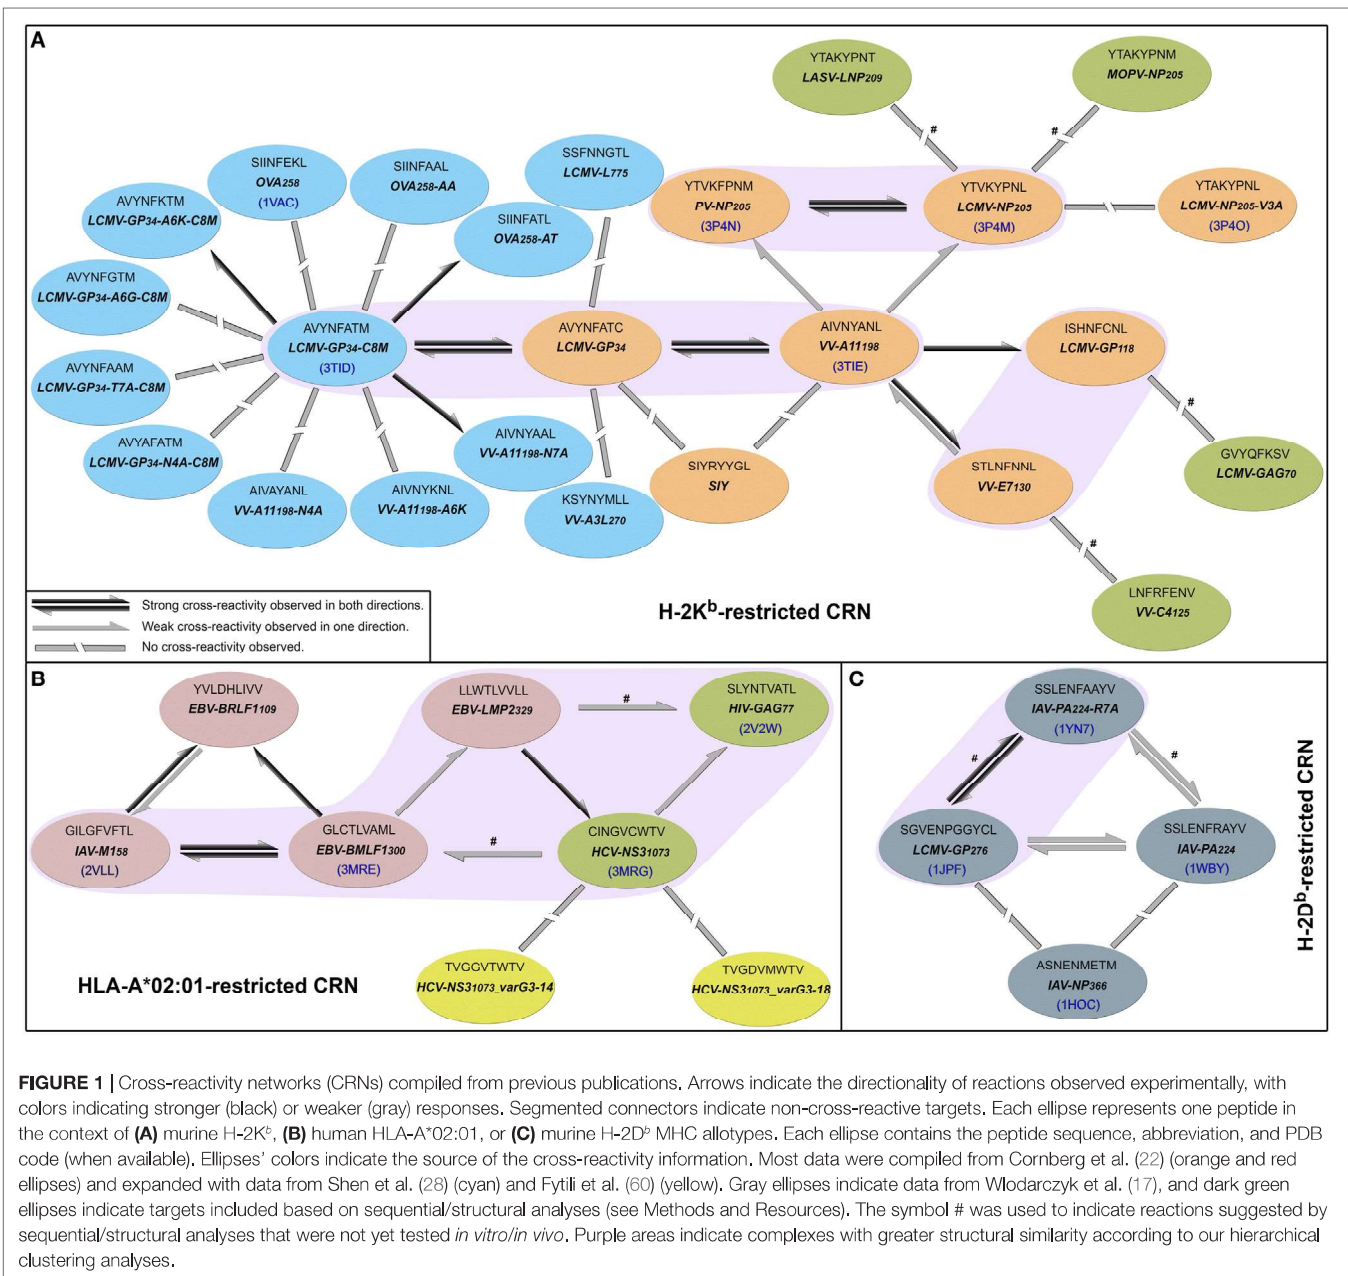 A
YTAKYPNT
LASV-LNP209
YTAKYPNM
MOPV-NP205
#
#
SIINFEKL
OVA258
(1VAC)
SIINFAAL
OVA258-AA
SSFNNGTL
LCMV-L775
AVYNFKTM
LCMV-GP34-A6K-C8M
SIINFATL
OVA258-AT
YTVKFPNM
PV-NP205
(3P4N)
YTVKYPNL
LCMV-NP205
(3P4M)
YTAKYPNL
LCMV-NP205-V3A
(3P4O)
AVYNFGTM
LCMV-GP34-A6G-C8M
AVYNFATM
LCMV-GP34-C8M
(3TID)
AVYNFATC
LCMV-GP34
AIVNYANL
VV-A11198
(3TIE)
ISHNFCNL
LCMV-GP118
AVYNFAAM
LCMV-GP34-T7A-C8M
#
AVYAFATM
LCMV-GP34-N4A-C8M
AIVNYAAL
VV-A11198-N7A
SIYRYYGL
SIY
STLNFNNL
VV-E7130
GVYQFKSV
LCMV-GAG70
AIVAYANL
VV-A11198-N4A
AIVNYKNL
VV-A11198-A6K
KSYNYMLL
VV-A3L270
#
LNFRFENV
VV-C4125
Strong cross-reactivity observed in both directions.
Weak cross-reactivity observed in one direction.
No cross-reactivity observed.
H-2Kb-restricted CRN
B
YVLDHLIVV
EBV-BRLF1109
LLWTLVVLL
EBV-LMP2329
#
SLYNTVATL
HIV-GAG77
(2V2W)
GILGFVFTL
IAV-M158
(2VLL)
GLCTLVAML
EBV-BMLF1300
(3MRE)
#
CINGVCWTV
HCV-NS31073
(3MRG)
TVGGVTWTV
HCV-NS31073_varG3-14
TVGDVMWTV
HCV-NS31073_varG3-18
HLA-A*02:01-restricted CRN
C
SSLENFAAYV
IAV-PA224-R7A
(1YN7)
#
#
SGVENPGGYCL
LCMV-GP276
(1JPF)
SSLENFRAYV
IAV-PA224
(1WBY)
ASNENMETM
IAV-NP366
(1HOC)
H-2Db-restricted CRN
FIGURE 1 | Cross-reactivity networks (CRNs) compiled from previous publications. Arrows indicate the directionality of reactions observed experimentally, with
colors indicating stronger (black) or weaker (gray) responses. Segmented connectors indicate non-cross-reactive targets. Each ellipse represents one peptide in
the context of (A) murine H-2Kb, (B) human HLA-A*02:01, or (C) murine H-2Db MHC allotypes. Each ellipse contains the peptide sequence, abbreviation, and PDB
code (when available). Ellipses' colors indicate the source of the cross-reactivity information. Most data were compiled from Cornberg et al. (22) (orange and red
ellipses) and expanded with data from Shen et al. (28) (cyan) and Fytili et al. (60) (yellow). Gray ellipses indicate data from Wlodarczyk et al. (17), and dark green
ellipses indicate targets included based on sequential/structural analyses (see Methods and Resources). The symbol # was used to indicate reactions suggested by
sequential/structural analyses that were not yet tested in vitro/in vivo. Purple areas indicate complexes with greater structural similarity according to our hierarchical
clustering analyses.